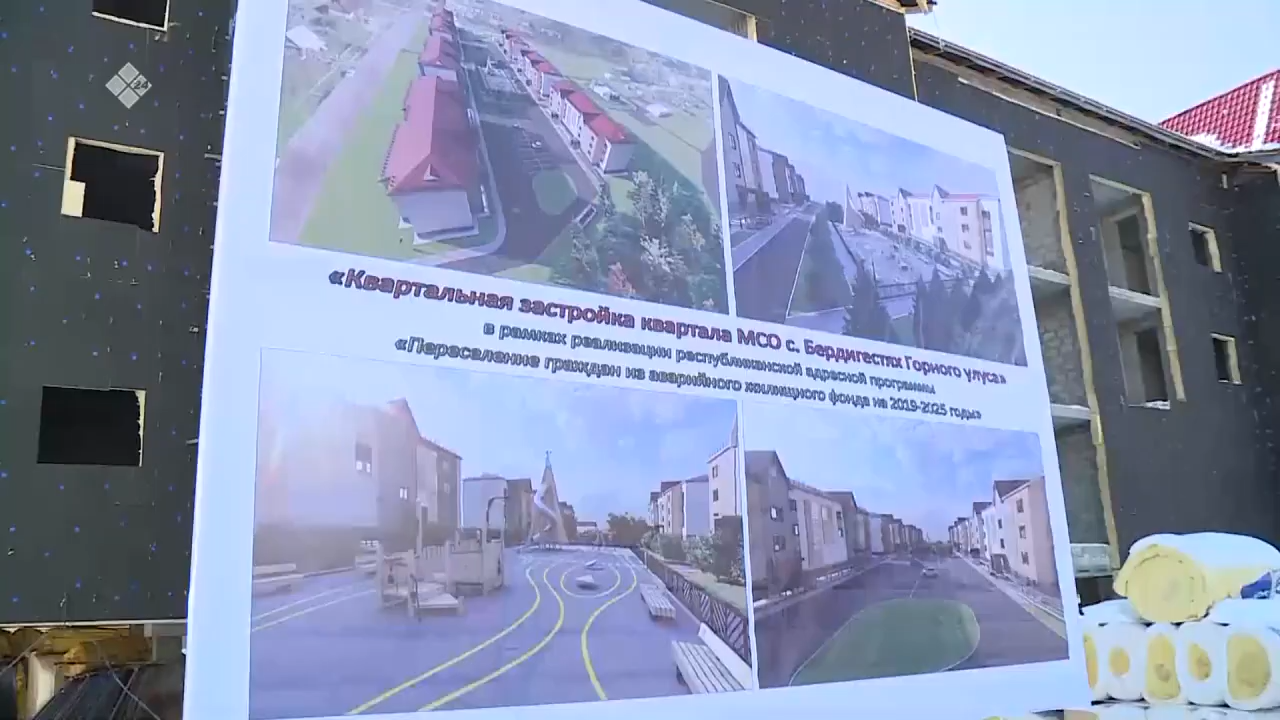 24
«Квартальная застройка квартала МСО с. Бердигестях Горного улуса»
в рамках реализации республиканской адресной программы
«Переселение граждан из аварийного жилищного фонда на 2019-2025 годы»